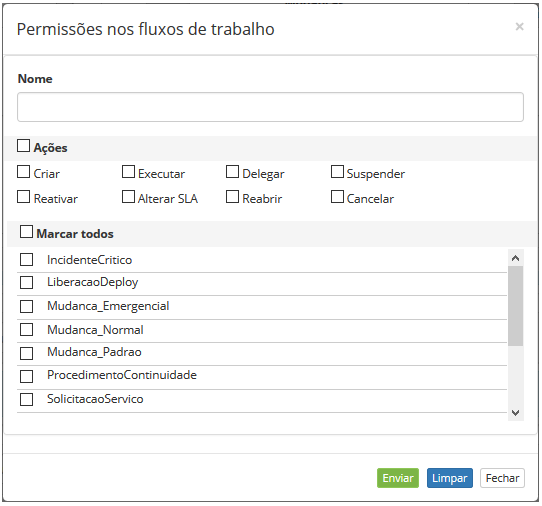 Permissões nos fluxos de trabalho ×
Nome
Ações
Criar Executar Delegar Suspender
Reativar Alterar SLA Reabrir Cancelar
Marcar todos
IncidenteCritico
LiberacaoDeploy
Mudanca_Emergencial
Mudanca_Normal
Mudanca_Padrao
ProcedimentoContinuidade
SolicitacaoServico
Enviar Limpar Fechar